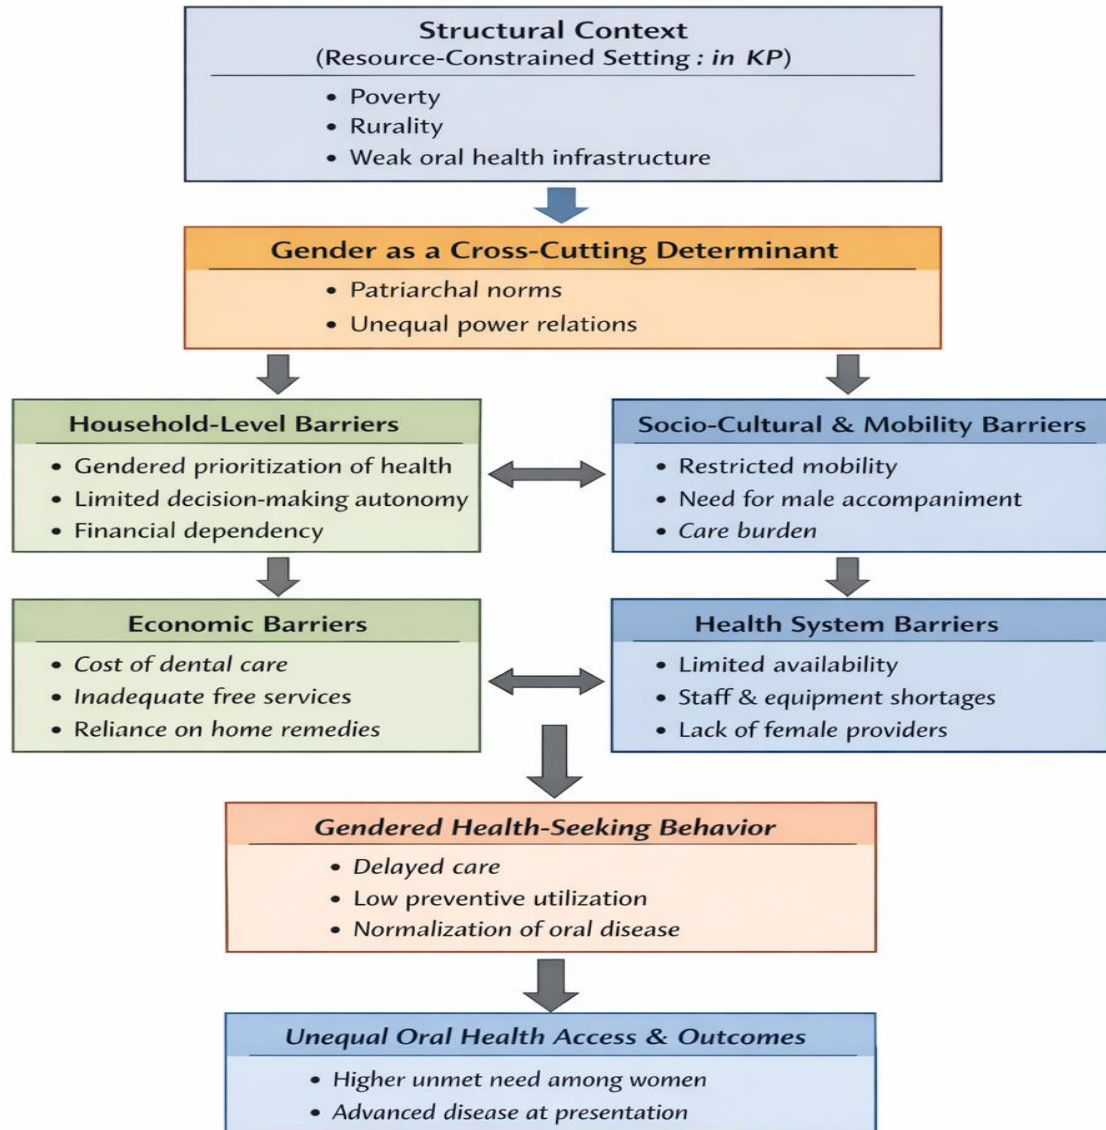 Structural Context
(Resource-Constrained Setting : in KP)
• Poverty
• Rurality
• Weak oral health infrastructure
Gender as a Cross-Cutting Determinant
• Patriarchal norms
• Unequal power relations
Household-Level Barriers
• Gendered prioritization of health
• Limited decision-making autonomy
• Financial dependency
Socio-Cultural & Mobility Barriers
• Restricted mobility
• Need for male accompaniment
• Care burden
Economic Barriers
• Cost of dental care
• Inadequate free services
• Reliance on home remedies
Health System Barriers
• Limited availability
• Staff & equipment shortages
• Lack of female providers
Gendered Health-Seeking Behavior
• Delayed care
• Low preventive utilization
• Normalization of oral disease
Unequal Oral Health Access & Outcomes
• Higher unmet need among women
• Advanced disease at presentation